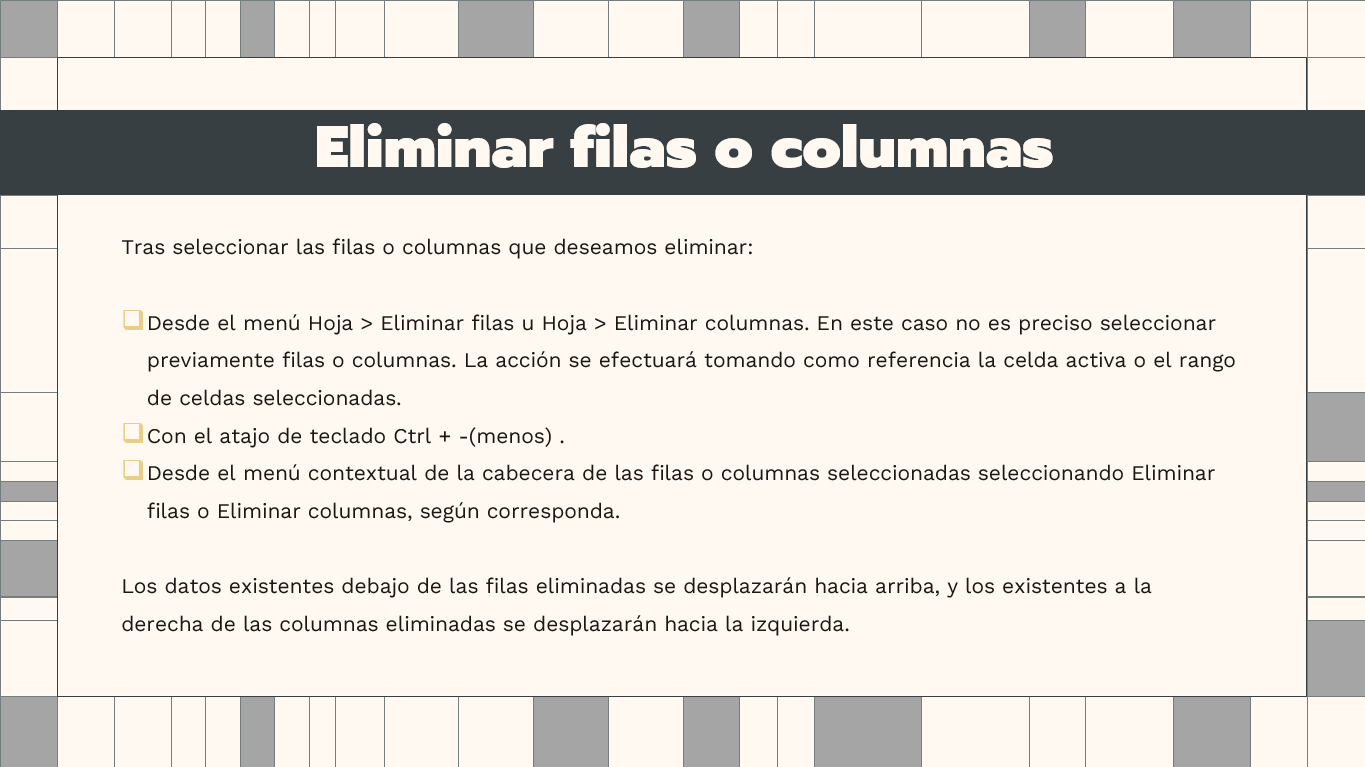 Eliminar filas o columnas
Tras seleccionar las filas o columnas que deseamos eliminar:
❏Desde el menú Hoja > Eliminar filas u Hoja > Eliminar columnas. En este caso no es preciso seleccionar
previamente filas o columnas. La acción se efectuará tomando como referencia la celda activa o el rango
de celdas seleccionadas.
❏Con el atajo de teclado Ctrl + -(menos) .
❏Desde el menú contextual de la cabecera de las filas o columnas seleccionadas seleccionando Eliminar
filas o Eliminar columnas, según corresponda.
Los datos existentes debajo de las filas eliminadas se desplazarán hacia arriba, y los existentes a la
derecha de las columnas eliminadas se desplazarán hacia la izquierda.